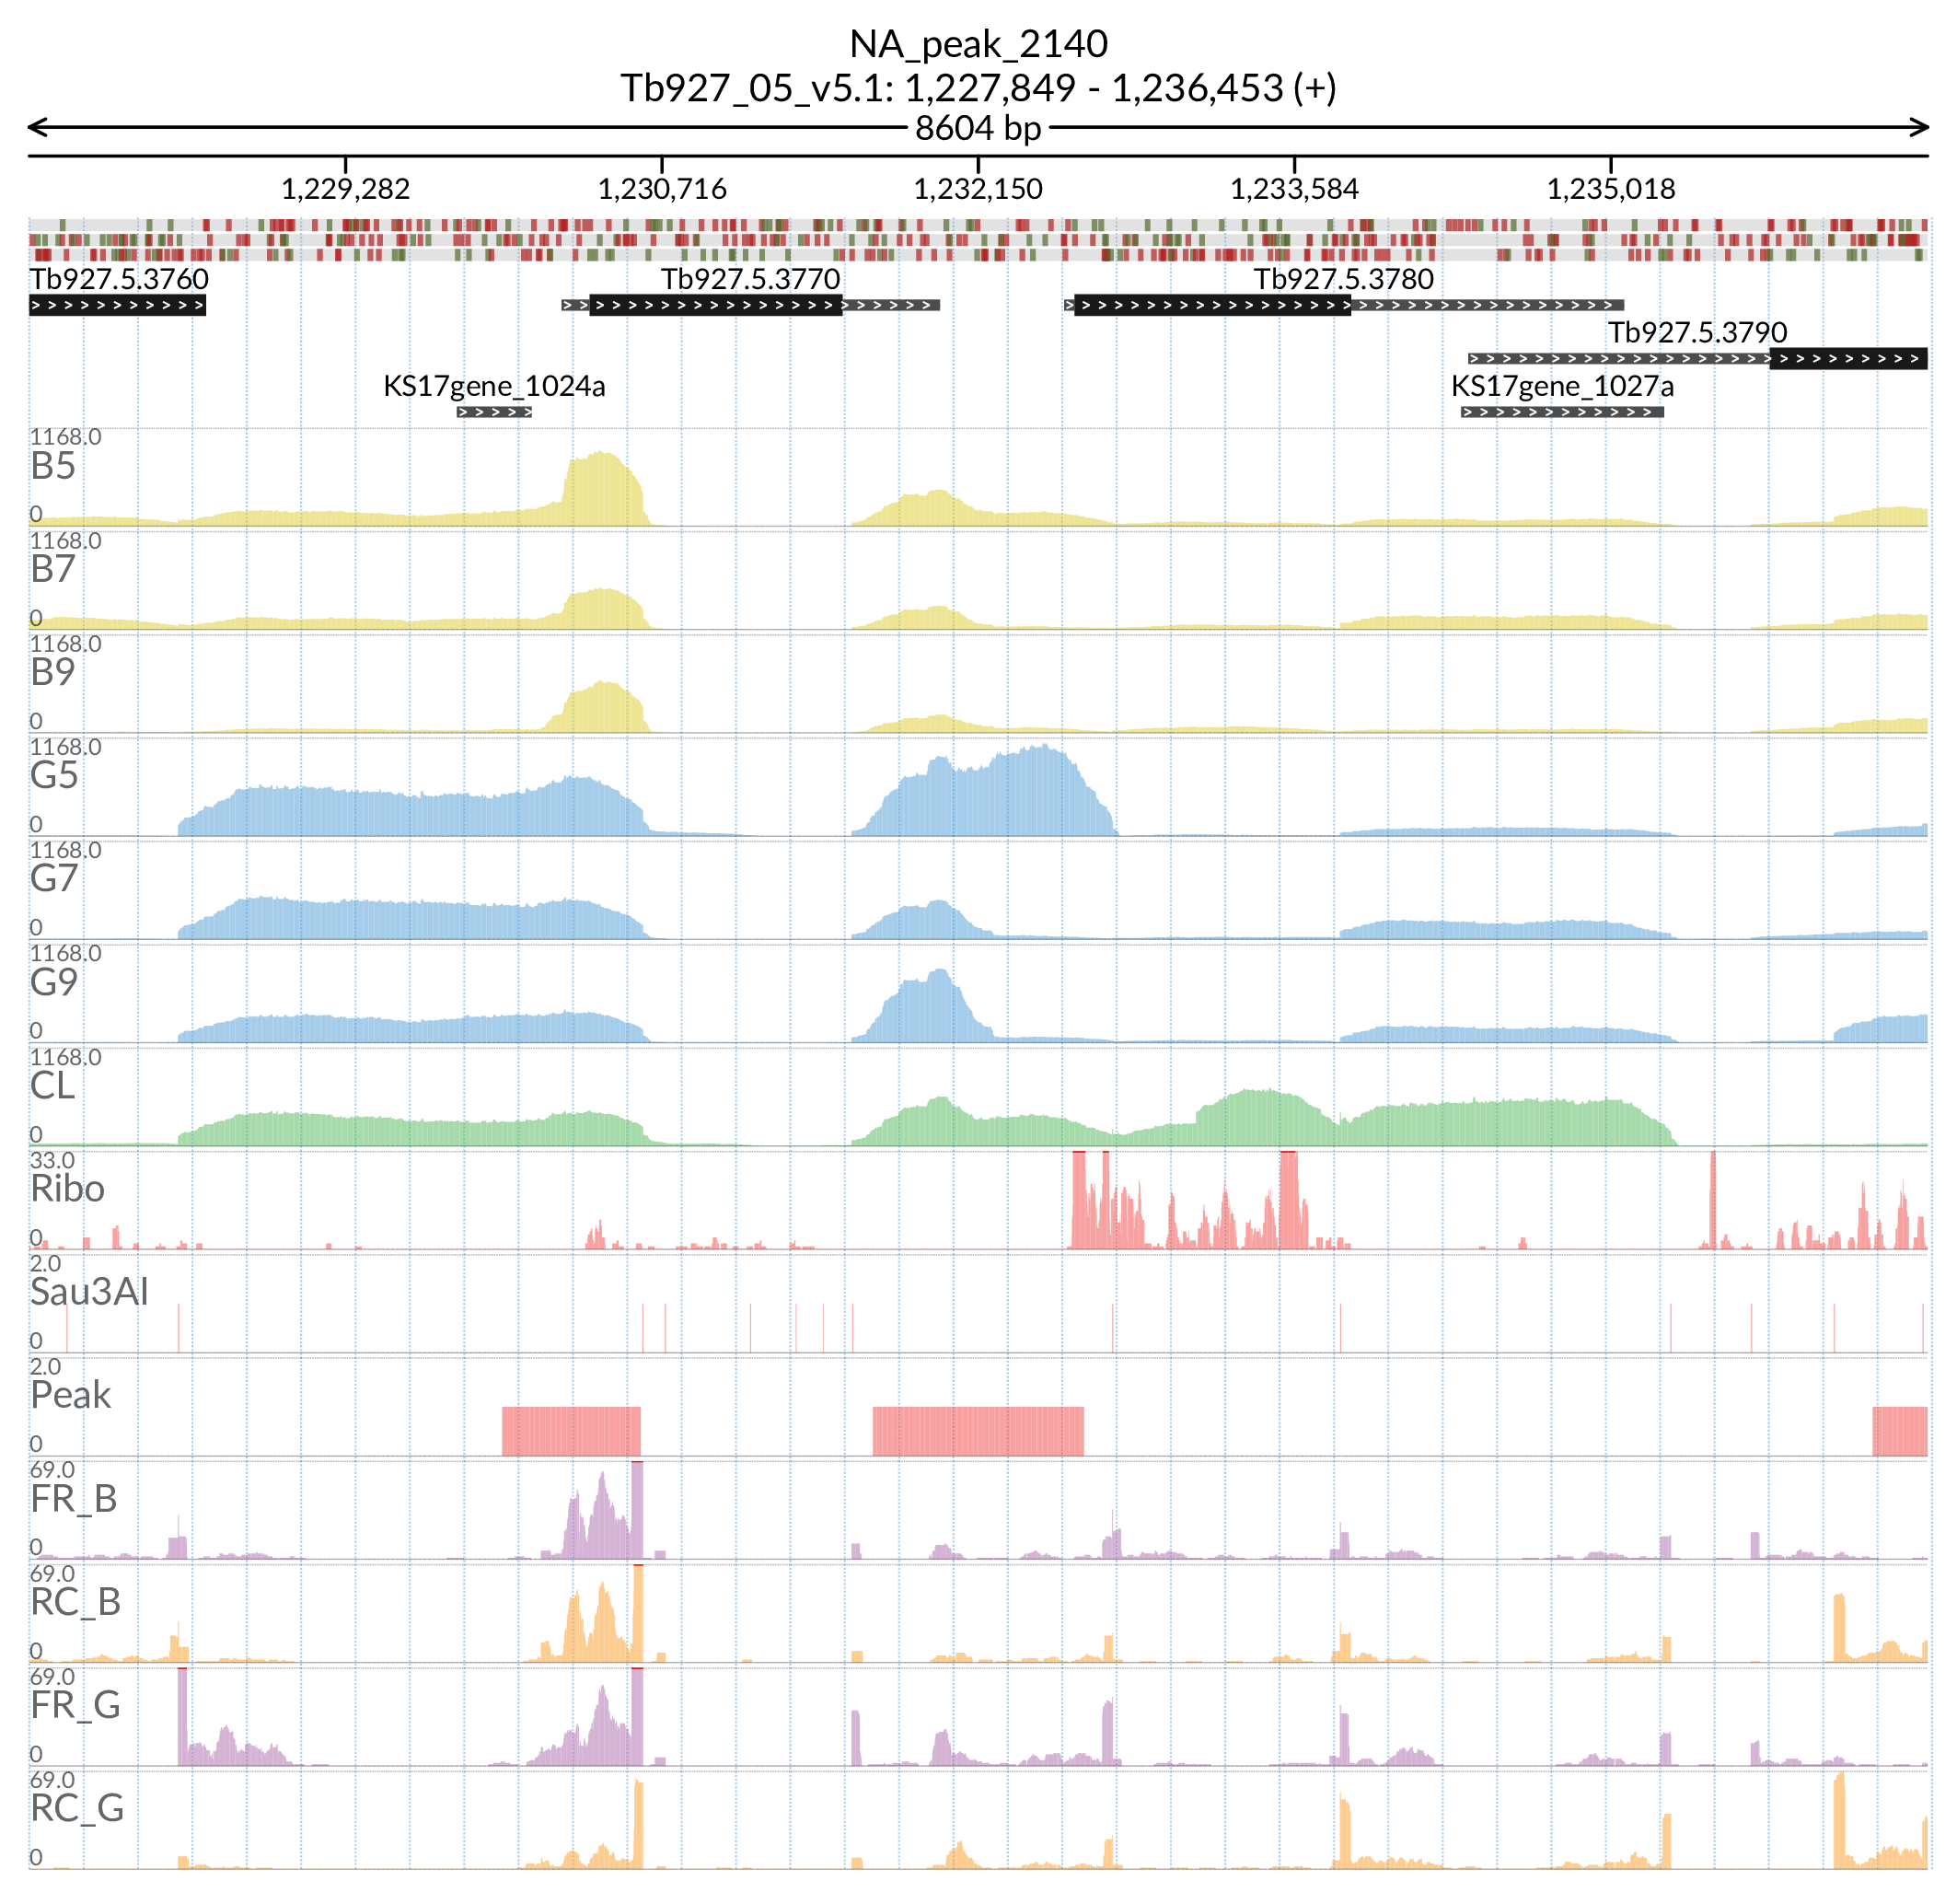 NA_peak_2140
Tb927_05_v5.1: 1,227,849 - 1,236,453 (+)
8604 bp
1,229,282 1,230,716 1,232,150 1,233,584 1,235,018
Tb927.5.3760 Tb927.5.3770 Tb927.5.3780
Tb927.5.3790
KS17gene_1024a KS17gene_1027a
1168.0
B5
0
1168.0
B7
0
1168.0
B9
0
1168.0
G5
0
1168.0
G7
0
1168.0
G9
0
1168.0
CL
0
33.0
Ribo
0
2.0
Sau3AI
0
2.0
Peak
0
69.0
FR_B
0
69.0
RC_B
0
69.0
FR_G
0
69.0
RC_G
0